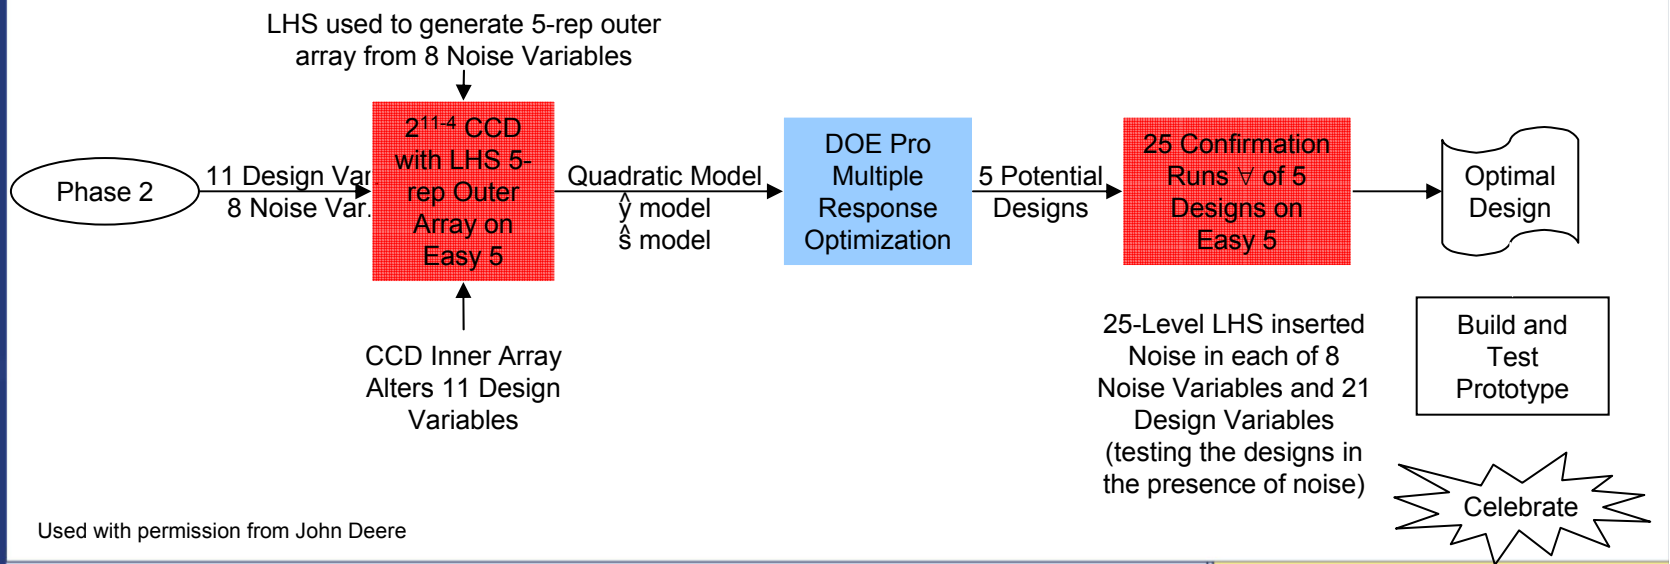 LHS used to generate 5-rep outer
array from 8 Noise Variables
Phase 2
11 Design Var.
8 Noise Var.
2^11-4 CCD
with LHS 5-
rep Outer
Array on
Easy 5
CCD Inner Array
Alters 11 Design
Variables
Quadratic Model
ŷ model
ŝ model
DOE Pro
Multiple
Response
Optimization
5 Potential
Designs
25 Confirmation
Runs ∀ of 5
Designs on
Easy 5
25-Level LHS inserted
Noise in each of 8
Noise Variables and 21
Design Variables
(testing the designs in
the presence of noise)
Optimal
Design
Build and
Test
Prototype
Celebrate
Used with permission from John Deere